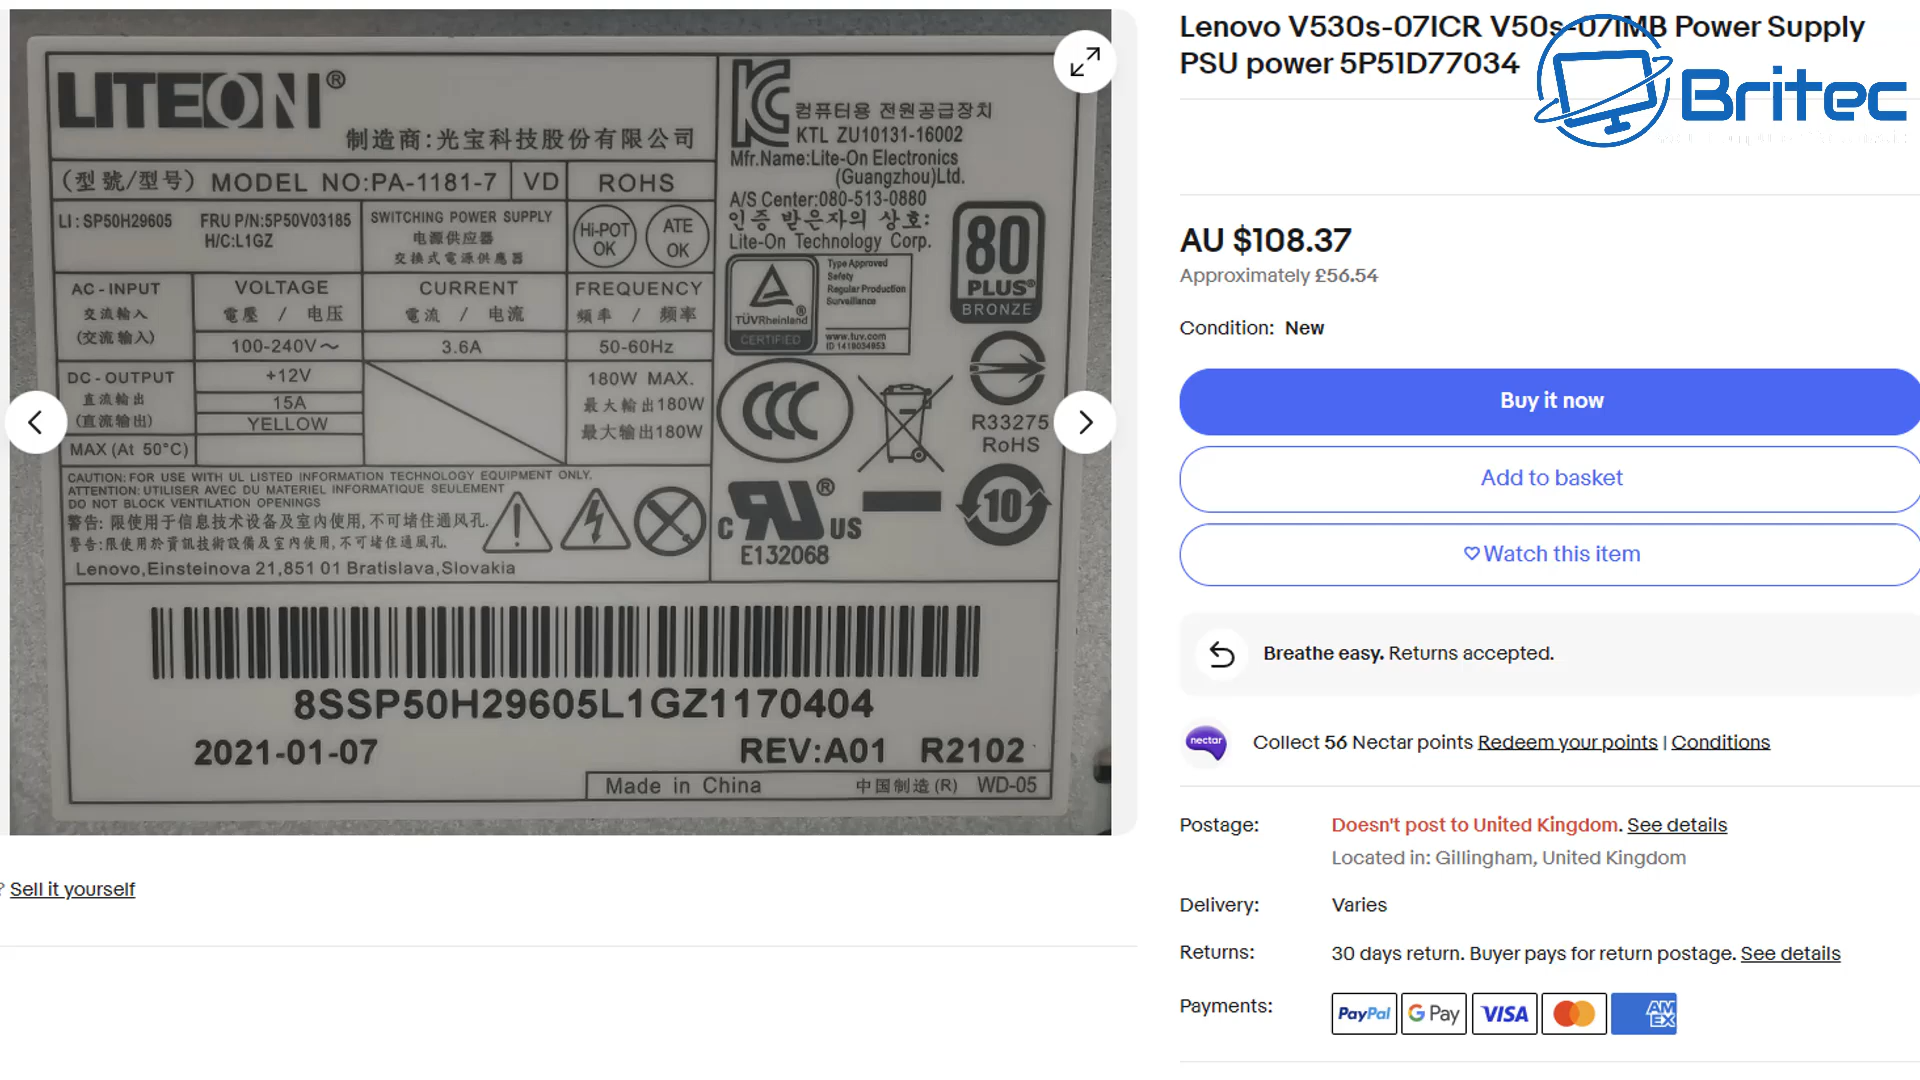 LITEON®
制造商:光宝科技股份有限公司
(型號/型号) MODEL NO:PA-1181-7 VD ROHS
LI : SP50H29605 FRU P/N:5P50V03185
H/C:L1GZ
SWITCHING POWER SUPPLY
电源供应器
交換式電源供應器
Hi-POT OK
ATE OK
AC-INPUT
交流輸入
(交流输入)
VOLTAGE
電壓 / 电压
CURRENT
電流 / 电流
FREQUENCY
頻率 / 频率
100-240V～ 3.6A 50-60Hz
DC-OUTPUT
直流輸出
(直流输出)
+12V
15A
YELLOW
180W MAX.
最大輸出180W
最大输出180W
MAX (At 50°C)
CAUTION: FOR USE WITH UL LISTED INFORMATION TECHNOLOGY EQUIPMENT ONLY.
ATTENTION: UTILISER AVEC DU MATERIEL INFORMATIQUE SEULEMENT
DO NOT BLOCK VENTILATION OPENINGS
警告: 限使用于信息技术设备及室内使用,不可堵住通风孔.
警告:限使用於資訊技術設備及室內使用,不可堵住通風孔.
Lenovo,Einsteinova 21,851 01 Bratislava,Slovakia
컴퓨터용 전원공급장치
KTL ZU10131-16002
Mfr.Name:Lite-On Electronics
(Guangzhou)Ltd.
A/S Center:080-513-0880
인증 받은자의 상호:
Lite-On Technology Corp.
80
PLUS®
BRONZE
TÜVRheinland®
CERTIFIED
Type Approved
Safety
Regular Production
Surveillance
www.tuv.com
ID 1419034853
CCC
R33275
RoHS
C RU® US
E132068
10
8SSP50H29605L1GZ1170404
2021-01-07 REV:A01 R2102
Made in China 中国制造(R) WD-05
? Sell it yourself
Lenovo V530s-07ICR V50s-07IMB Power Supply
PSU power 5P51D77034
Britec
AU $108.37
Approximately £56.54
Condition: New
Buy it now
Add to basket
Watch this item
Breathe easy. Returns accepted.
nectar
Collect 56 Nectar points Redeem your points | Conditions
Postage: Doesn't post to United Kingdom. See details
Located in: Gillingham, United Kingdom
Delivery: Varies
Returns: 30 days return. Buyer pays for return postage. See details
Payments: PayPal G Pay VISA AM EX